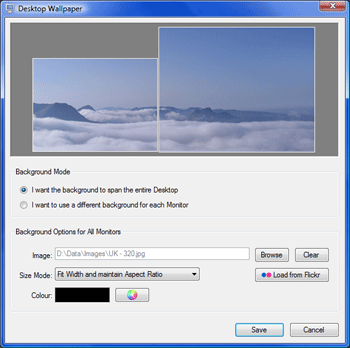 Desktop Wallpaper
Background Mode
I want the background to span the entire Desktop
I want to use a different background for each Monitor
Background Options for All Monitors
Image: D:\Data\Images\UK - 320.jpg Browse Clear
Size Mode: Fit Width and maintain Aspect Ratio Load from Flickr
Colour:
Save Cancel